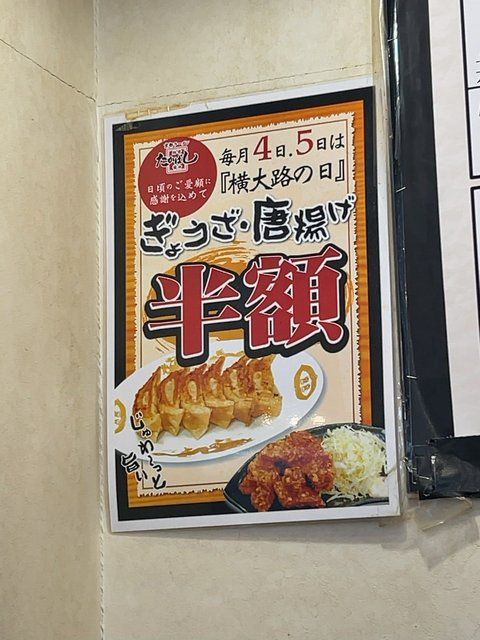 たかばし
日頃のご愛顧に
感謝を込めて
毎月4日.5日は
『横大路の日』
ぎょうざ・唐揚げ
半額
じゅわ〜っと
旨い